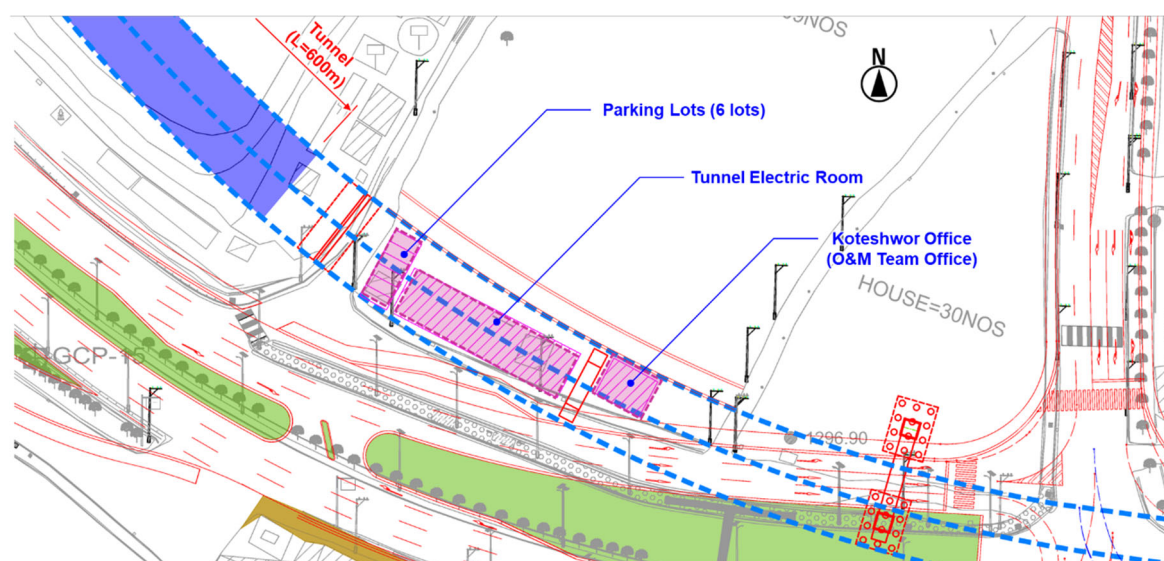 Tunnel
(L=600m)
N
Parking Lots (6 lots)
Tunnel Electric Room
Koteshwor Office
(O&M Team Office)
HOUSE=30NOS
GCP-15
1296.90